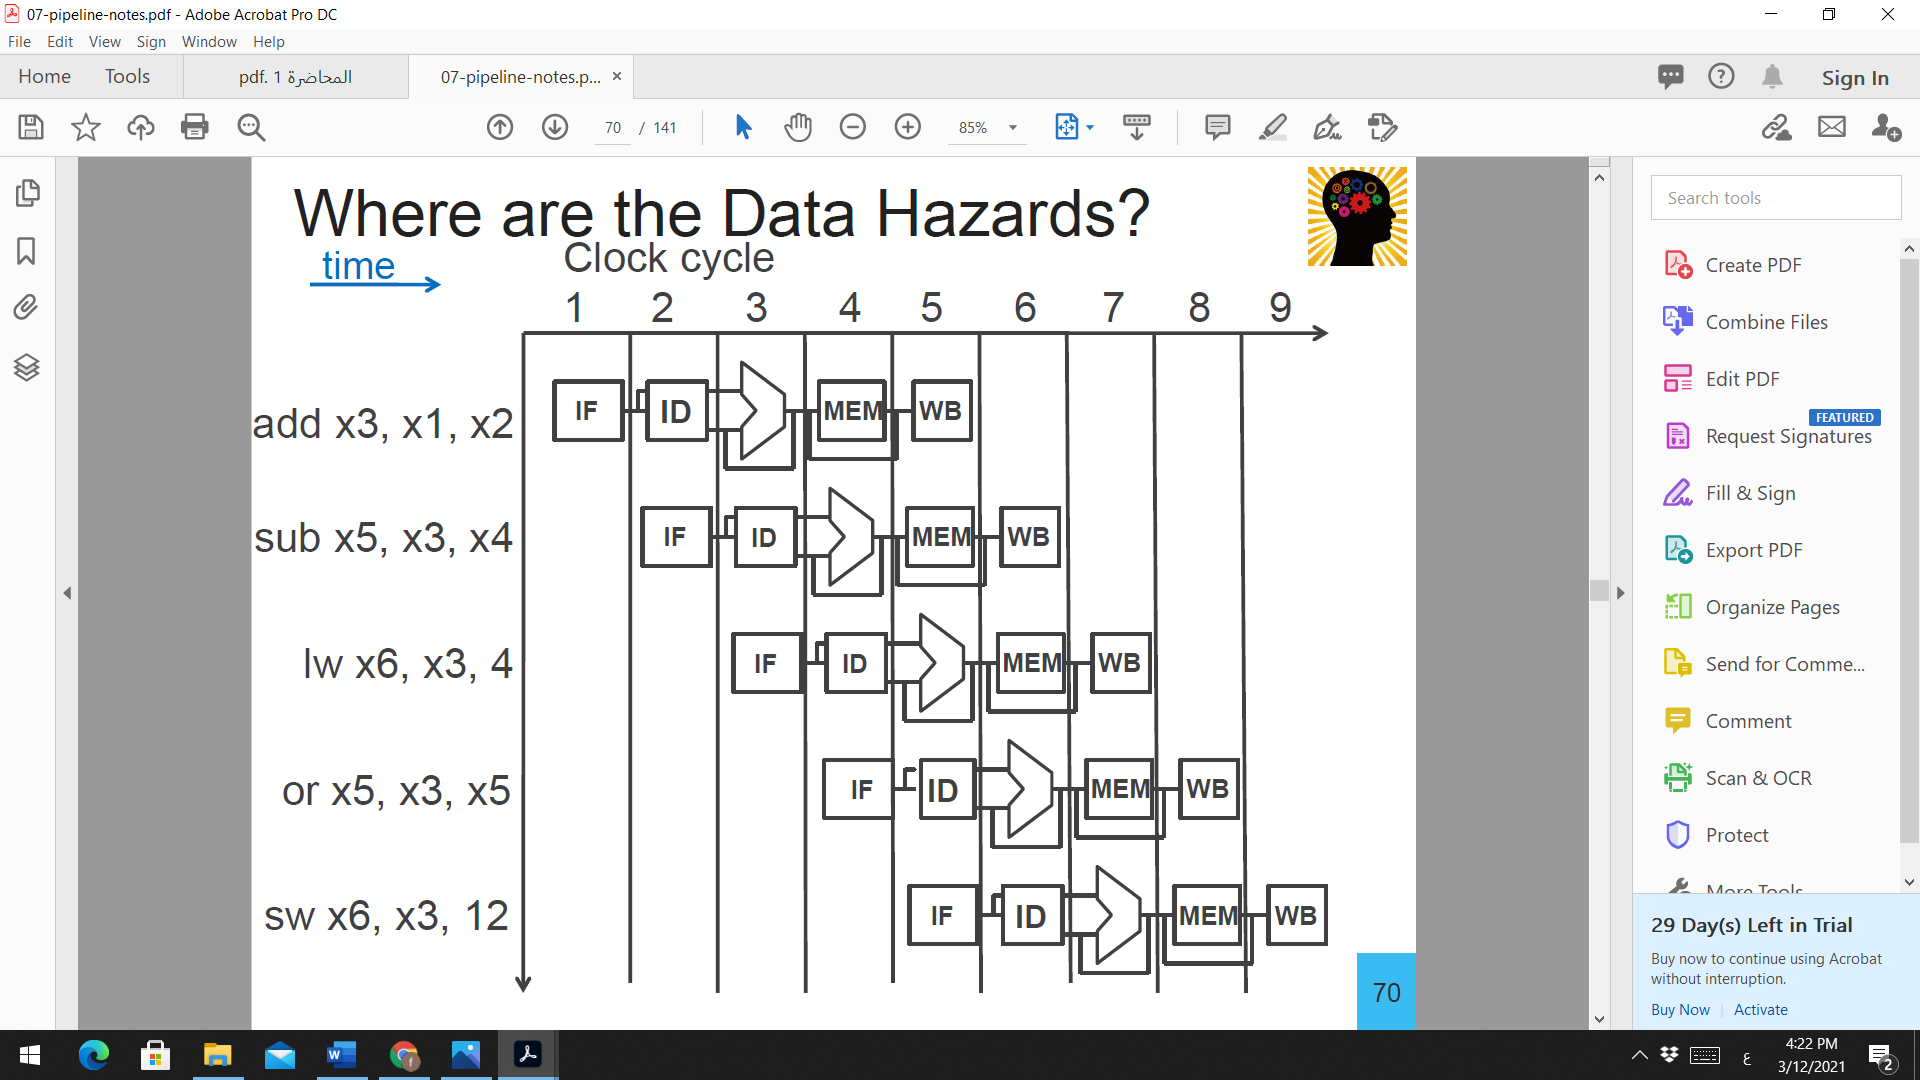 07-pipeline-notes.pdf - Adobe Acrobat Pro DC
File Edit View Sign Window Help
Home Tools المحاضرة 1 .pdf 07-pipeline-notes.p... × Sign In
70 / 141 85%
Where are the Data Hazards?
time Clock cycle
1 2 3 4 5 6 7 8 9
add x3, x1, x2 IF ID MEM WB
sub x5, x3, x4 IF ID MEM WB
lw x6, x3, 4 IF ID MEM WB
or x5, x3, x5 IF ID MEM WB
sw x6, x3, 12 IF ID MEM WB
70
Search tools
Create PDF
Combine Files
Edit PDF
FEATURED
Request Signatures
Fill & Sign
Export PDF
Organize Pages
Send for Comme...
Comment
Scan & OCR
Protect
More Tools
29 Day(s) Left in Trial
Buy now to continue using Acrobat
without interruption.
Buy Now Activate
ع
4:22 PM
3/12/2021
2